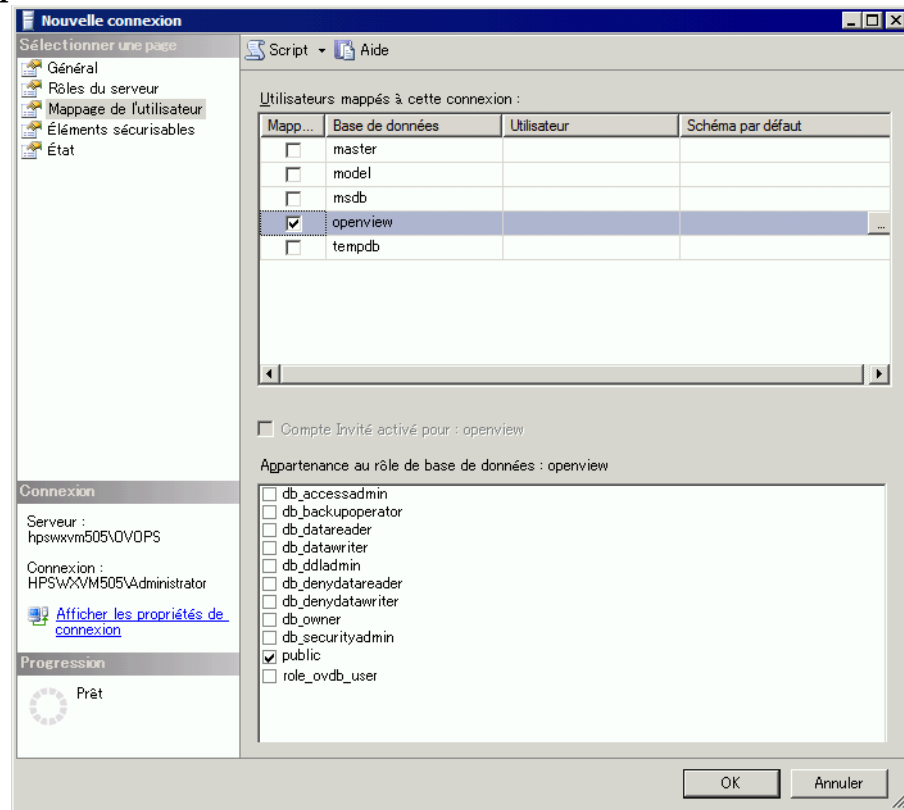 Nouvelle connexion
Sélectionner une page
Général
Rôles du serveur
Mappage de l'utilisateur
Éléments sécurisables
État
Script
Aide
Utilisateurs mappés à cette connexion :
Mapp... Base de données Utilisateur Schéma par défaut
master
model
msdb
openview ...
tempdb
Compte Invité activé pour : openview
Appartenance au rôle de base de données : openview
db_accessadmin
db_backupoperator
db_datareader
db_datawriter
db_ddladmin
db_denydatareader
db_denydatawriter
db_owner
db_securityadmin
public
role_ovdb_user
Connexion
Serveur :
hpswxvm505\OVOPS
Connexion :
HPSWXVM505\Administrator
Afficher les propriétés de
connexion
Progression
Prêt
OK Annuler